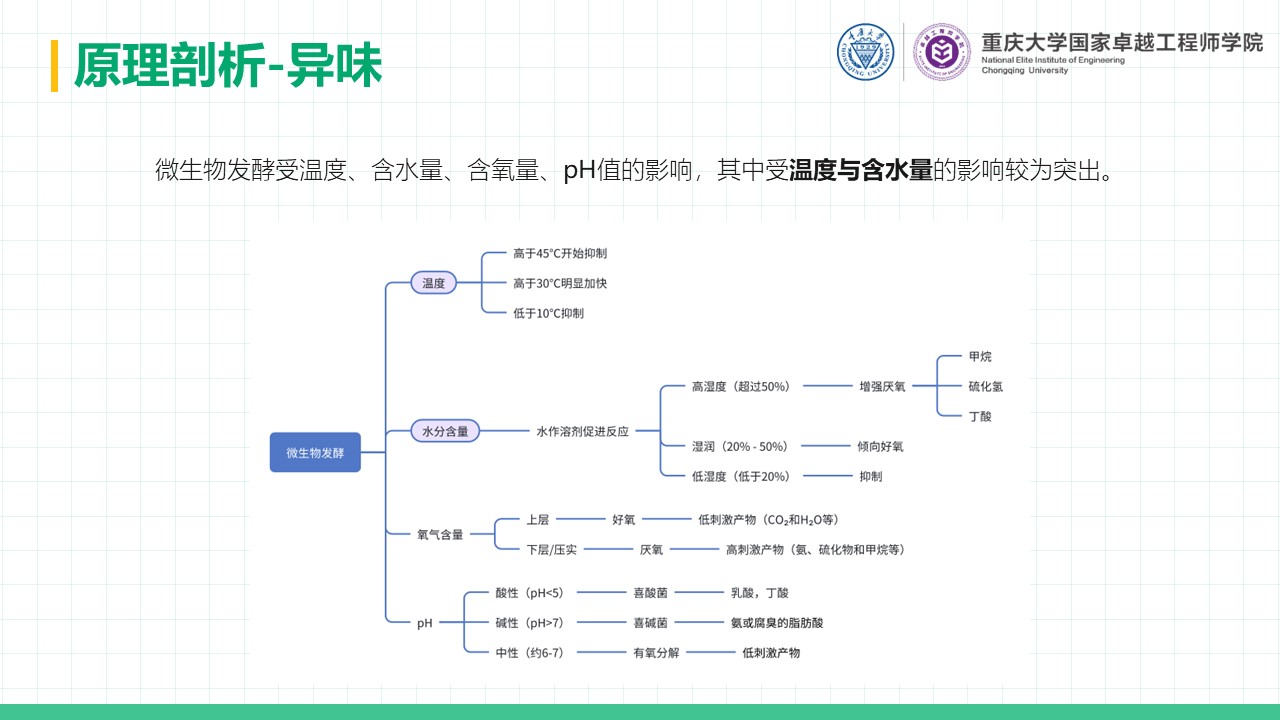 原理剖析-异味
重庆大学国家卓越工程师学院
National Elite Institute of Engineering
Chongqing University
微生物发酵受温度、含水量、含氧量、pH值的影响，其中受温度与含水量的影响较为突出。
微生物发酵
温度
高于45℃开始抑制
高于30℃明显加快
低于10℃抑制
水分含量
水作溶剂促进反应
高湿度（超过50%）
增强厌氧
甲烷
硫化氢
丁酸
湿润（20% - 50%）
倾向好氧
低湿度（低于20%）
抑制
氧气含量
上层
好氧
低刺激产物（CO₂和H₂O等）
下层/压实
厌氧
高刺激产物（氨、硫化物和甲烷等）
pH
酸性（pH<5）
喜酸菌
乳酸，丁酸
碱性（pH>7）
喜碱菌
氨或腐臭的脂肪酸
中性（约6-7）
有氧分解
低刺激产物